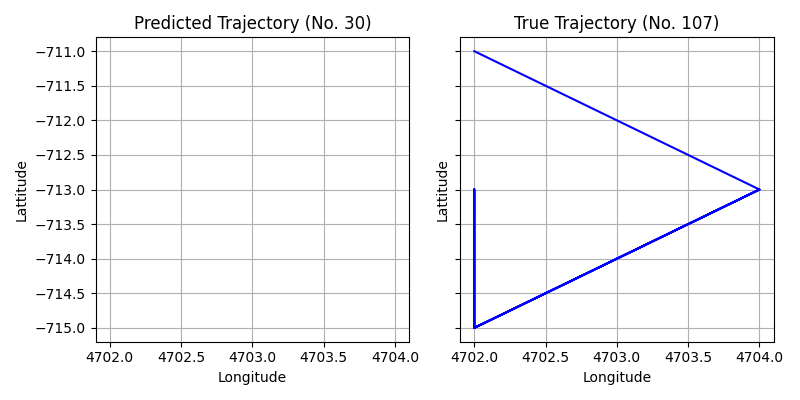 Predicted Trajectory (No. 30)
−711.0
−711.5
−712.0
−712.5
−713.0
−713.5
−714.0
−714.5
−715.0
Lattitude
4702.0 4702.5 4703.0 4703.5 4704.0
Longitude
True Trajectory (No. 107)
Lattitude
4702.0 4702.5 4703.0 4703.5 4704.0
Longitude